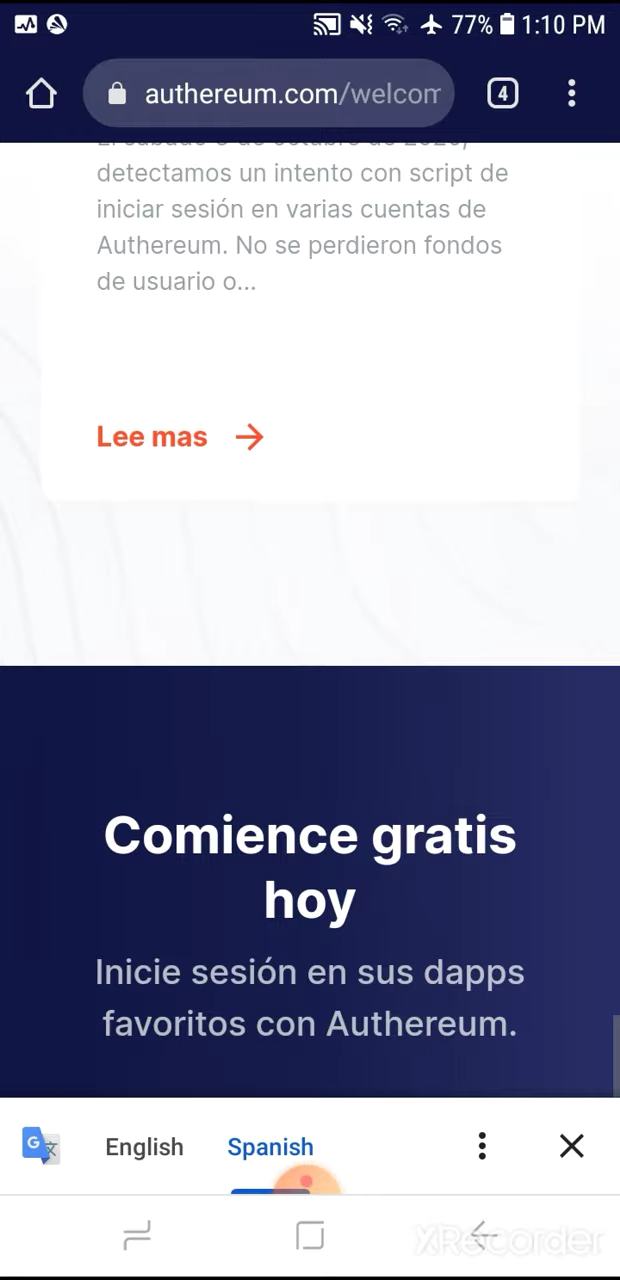 77% 1:10 PM
authereum.com/welcom
4
detectamos un intento con script de
iniciar sesión en varias cuentas de
Authereum. No se perdieron fondos
de usuario o...
Lee mas →
Comience gratis
hoy
Inicie sesión en sus dapps
favoritos con Authereum.
G English Spanish
XRecorder